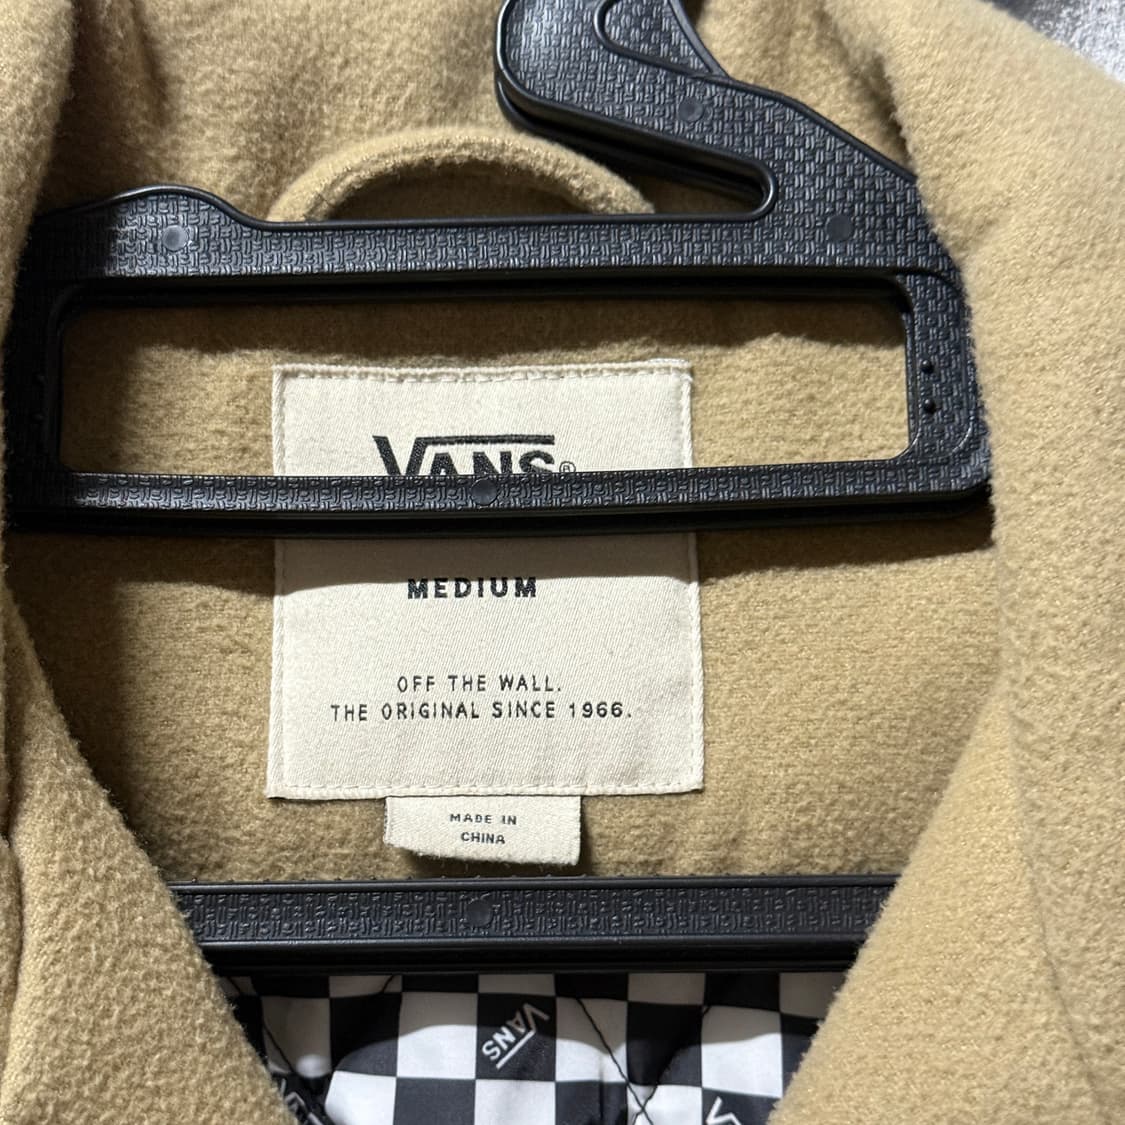 VANS®
MEDIUM
OFF THE WALL.
THE ORIGINAL SINCE 1966.
MADE IN
CHINA
VANS